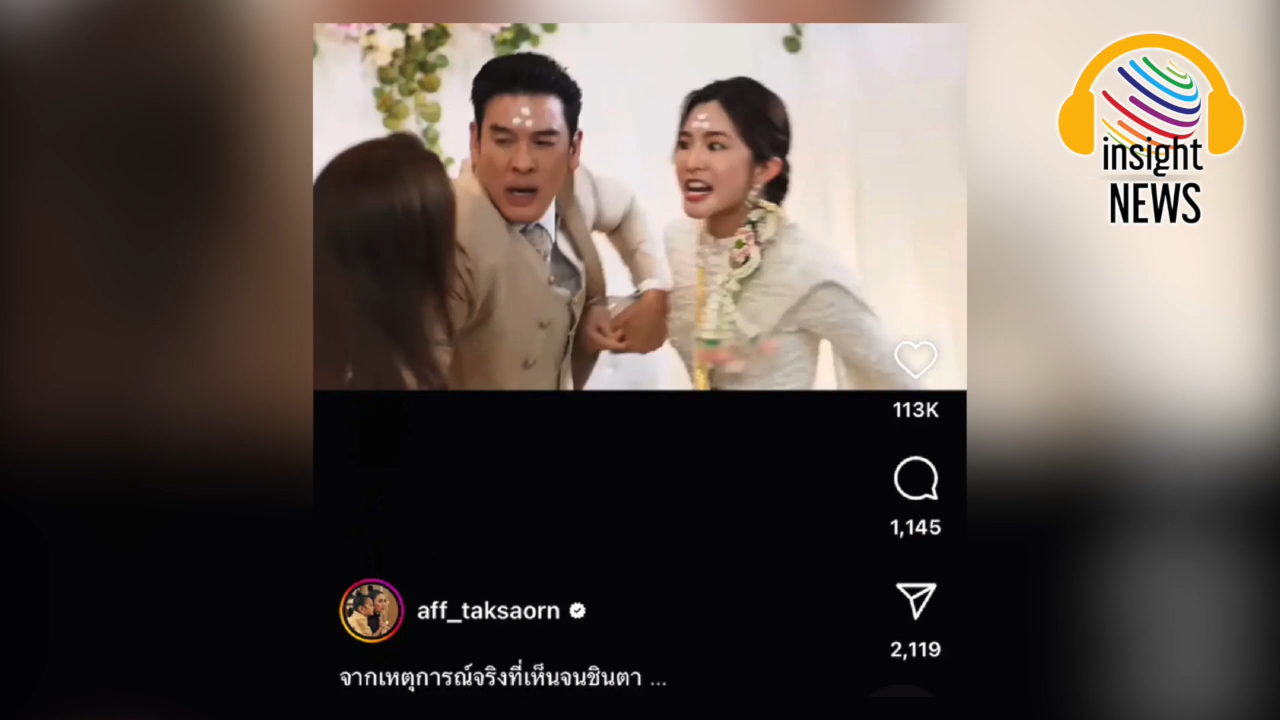 insight
NEWS
113K
1,145
aff_taksaorn
2,119
จากเหตุการณ์จริงที่เห็นจนชินตา ...